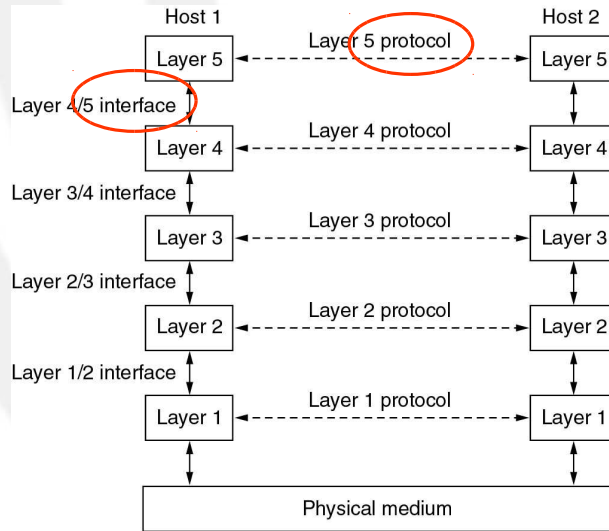 Host 1
Host 2
Layer 5 protocol
Layer 5
Layer 5
Layer 4/5 interface
Layer 4 protocol
Layer 4
Layer 4
Layer 3/4 interface
Layer 3 protocol
Layer 3
Layer 3
Layer 2/3 interface
Layer 2 protocol
Layer 2
Layer 2
Layer 1/2 interface
Layer 1 protocol
Layer 1
Layer 1
Physical medium